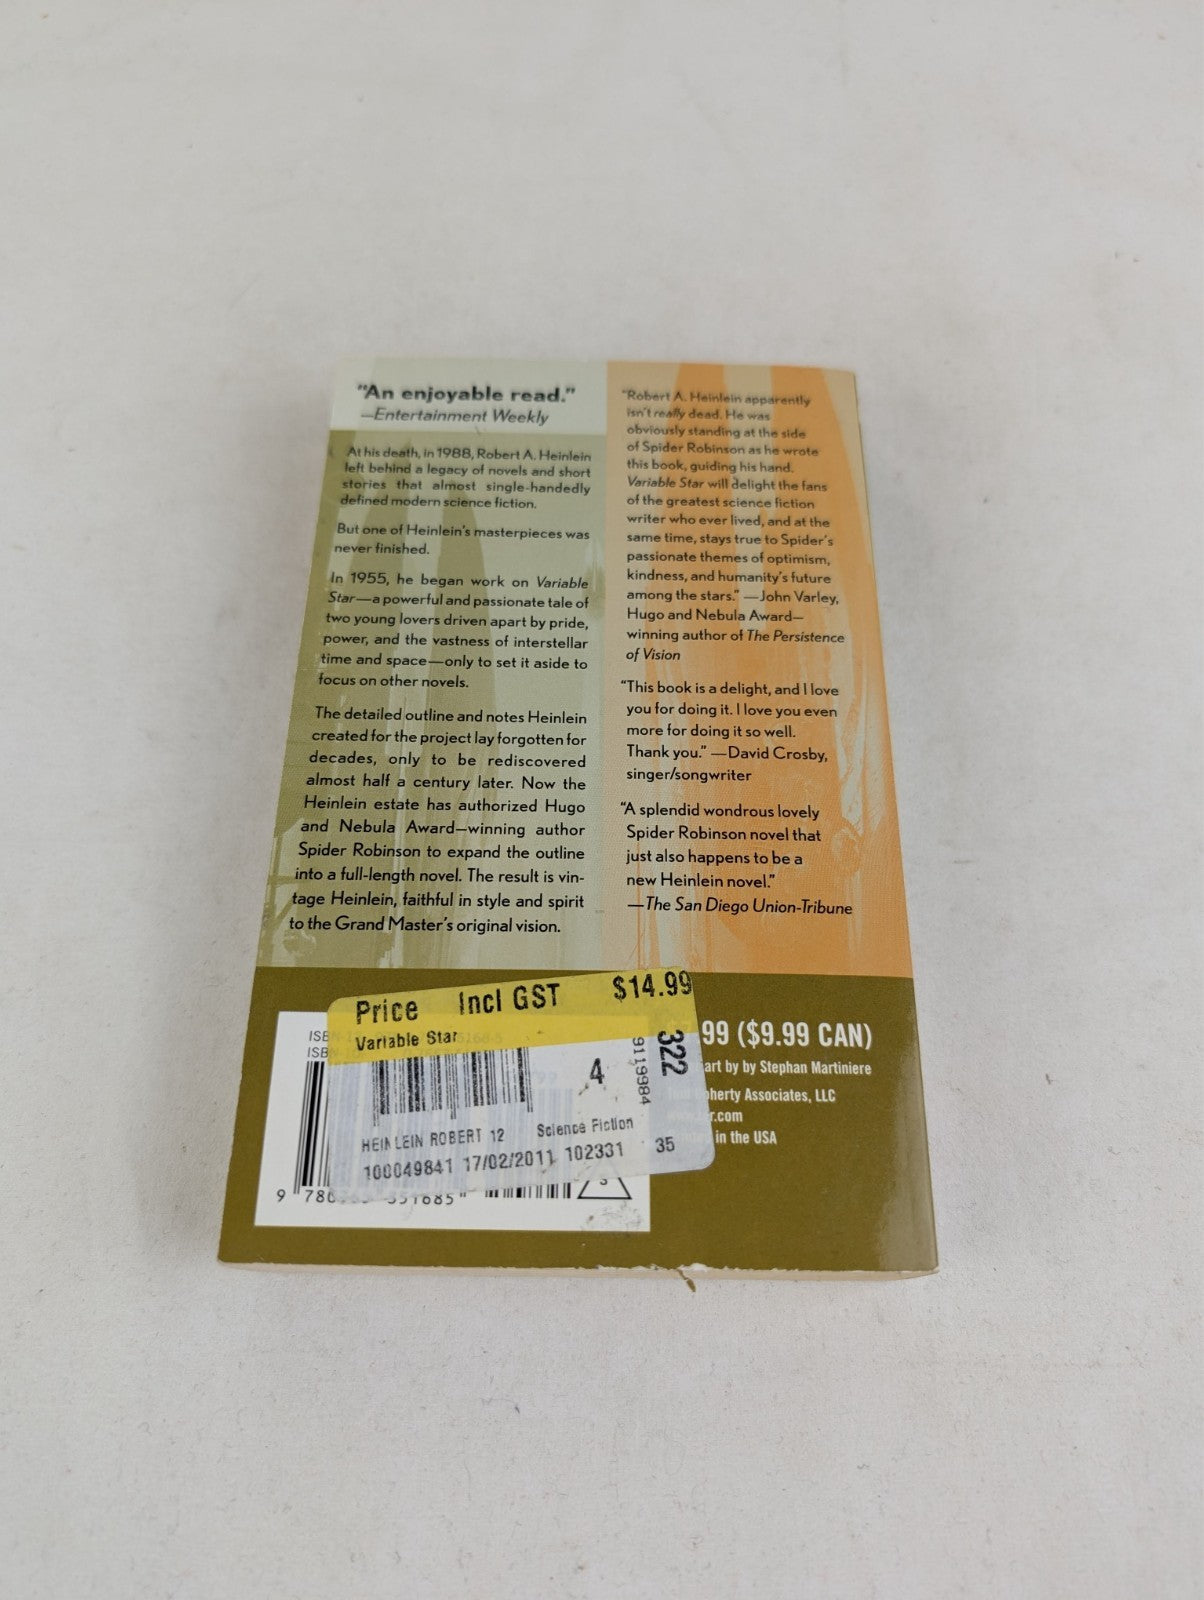 "An enjoyable read."
—Entertainment Weekly
At his death, in 1988, Robert A. Heinlein
left behind a legacy of novels and short
stories that almost single-handedly
defined modern science fiction.
But one of Heinlein's masterpieces was
never finished.
In 1955, he began work on Variable
Star—a powerful and passionate tale of
two young lovers driven apart by pride,
power, and the vastness of interstellar
time and space—only to set it aside to
focus on other novels.
The detailed outline and notes Heinlein
created for the project lay forgotten for
decades, only to be rediscovered
almost half a century later. Now the
Heinlein estate has authorized Hugo
and Nebula Award—winning author
Spider Robinson to expand the outline
into a full-length novel. The result is vin-
tage Heinlein, faithful in style and spirit
to the Grand Master's original vision.
"Robert A. Heinlein apparently
isn't really dead. He was
obviously standing at the side
of Spider Robinson as he wrote
this book, guiding his hand.
Variable Star will delight the fans
of the greatest science fiction
writer who ever lived, and at the
same time, stays true to Spider's
passionate themes of optimism,
kindness, and humanity's future
among the stars." —John Varley,
Hugo and Nebula Award—
winning author of The Persistence
of Vision
"This book is a delight, and I love
you for doing it. I love you even
more for doing it so well.
Thank you." —David Crosby,
singer/songwriter
"A splendid wondrous lovely
Spider Robinson novel that
just also happens to be a
new Heinlein novel."
—The San Diego Union-Tribune
Price Incl GST $14.99
Variable Star
4
9119984
322
HEINLEIN ROBERT 12 Science Fiction
100049841 17/02/2011 102331 35
99 ($9.99 CAN)
art by by Stephan Martiniere
Associates, LLC
.com
in the USA
ISBN
ISBN
9 780 351685
S